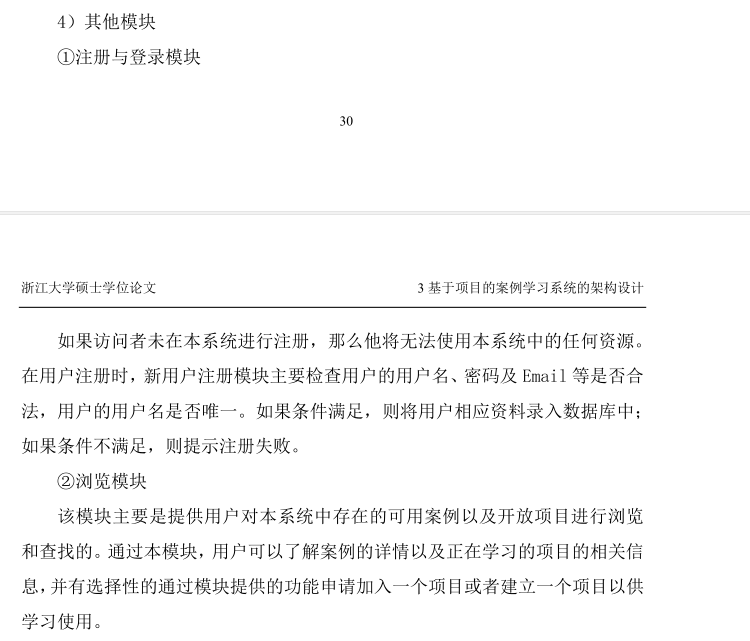 4）其他模块
①注册与登录模块
30
浙江大学硕士学位论文 3 基于项目的案例学习系统的架构设计
如果访问者未在本系统进行注册，那么他将无法使用本系统中的任何资源。
在用户注册时，新用户注册模块主要检查用户的用户名、密码及 Email 等是否合
法，用户的用户名是否唯一。如果条件满足，则将用户相应资料录入数据库中；
如果条件不满足，则提示注册失败。
②浏览模块
该模块主要是提供用户对本系统中存在的可用案例以及开放项目进行浏览
和查找的。通过本模块，用户可以了解案例的详情以及正在学习的项目的相关信
息，并有选择性的通过模块提供的功能申请加入一个项目或者建立一个项目以供
学习使用。